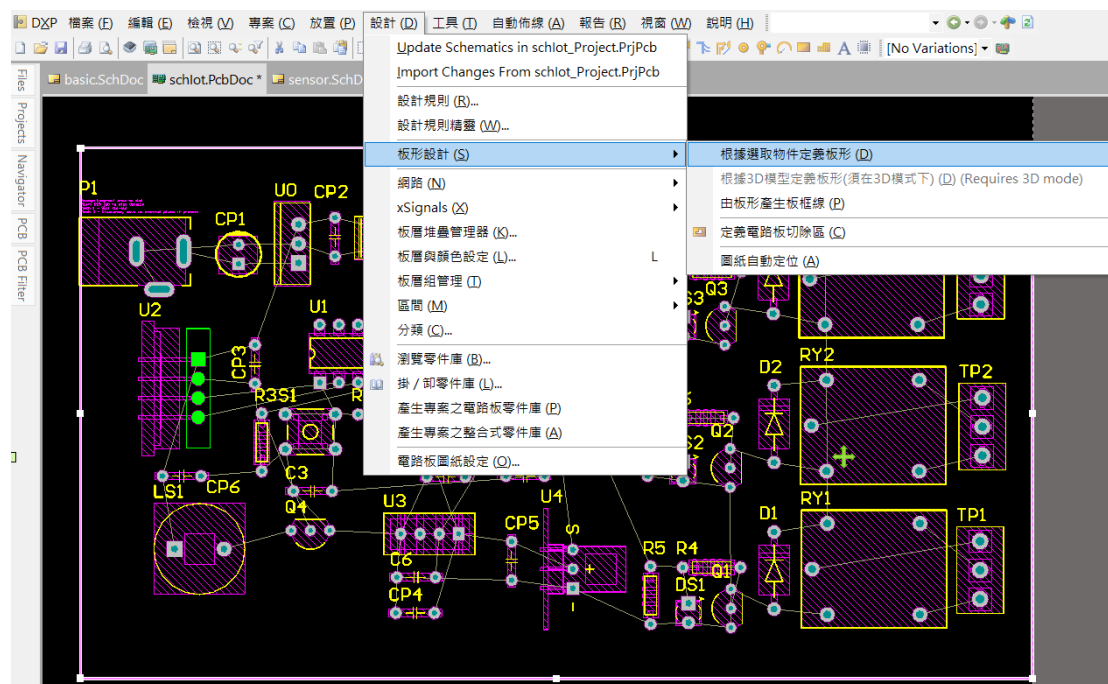 DXP 檔案 (F) 編輯 (E) 檢視 (V) 專案 (C) 放置 (P) 設計 (D) 工具 (T) 自動佈線 (A) 報告 (R) 視窗 (W) 說明 (H)
A [No Variations]
basic.SchDoc schIot.PcbDoc * sensor.SchD
Files
Projects
Navigator
PCB
PCB Filter
Update Schematics in schIot_Project.PrjPcb
Import Changes From schIot_Project.PrjPcb
設計規則 (R)...
設計規則精靈 (W)...
板形設計 (S)
網路 (N)
xSignals (X)
板層堆疊管理器 (K)...
板層與顏色設定 (L)... L
板層組管理 (T)
區間 (M)
分類 (C)...
瀏覽零件庫 (B)...
掛 / 卸零件庫 (L)...
產生專案之電路板零件庫 (P)
產生專案之整合式零件庫 (A)
電路板圖紙設定 (O)...
根據選取物件定義板形 (D)
根據3D模型定義板形(須在3D模式下) (D) (Requires 3D mode)
由板形產生板框線 (P)
定義電路板切除區 (C)
圖紙自動定位 (A)
P1
CP1
U0
CP2
U2
U1
CP3
R3
S1
Q3
D2
RY2
TP2
Q2
LS1
CP6
C3
Q4
U3
U4
CP5
S
+
−
C6
CP4
R5
R4
DS1
Q1
D1
RY1
TP1